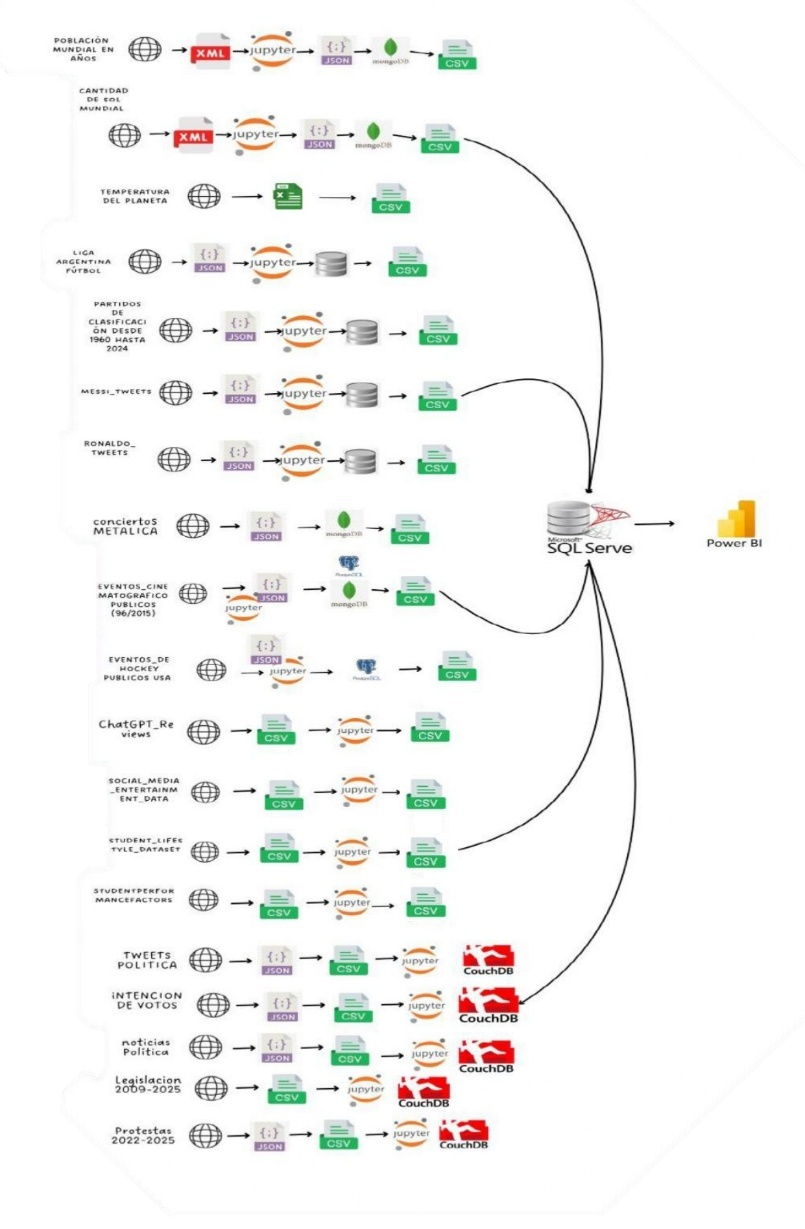 POBLACIÓN
MUNDIAL EN
AÑOS
XML
jupyter
{;}
JSON
mongoDB
CSV
CANTIDAD
DE SOL
MUNDIAL
XML
jupyter
{:}
JSON
mongoDB
CSV
TEMPERATURA
DEL PLANETA
CSV
LIGA
ARGENTINA
FÚTBOL
{:}
JSON
jupyter
CSV
PARTIDOS
DE
CLASIFICACI
ÓN DESDE
1960 HASTA
2024
{:}
JSON
jupyter
CSV
MESSI_TWEETS
{:}
JSON
jupyter
CSV
RONALDO_
TWEETS
{:}
JSON
jupyter
CSV
conciertos
METALICA
{:}
JSON
mongoDB
CSV
Microsoft
SQL Serve
Power BI
EVENTOS_CINE
MATOGRAFICO
PUBLICOS
(96/2015)
{;}
JSON
jupyter
PostgreSQL
mongoDB
CSV
EVENTOS_DE
HOCKEY
PUBLICOS USA
{:}
JSON
jupyter
PostgreSQL
CSV
ChatGPT_Re
views
CSV
jupyter
CSV
SOCIAL_MEDIA
_ENTERTAINM
ENT_DATA
CSV
jupyter
CSV
STUDENT_LIFES
TYLE_DATASET
CSV
jupyter
CSV
STUDENTPERFOR
MANCEFACTORS
CSV
jupyter
CSV
TWEETS
POLITICA
{;}
JSON
CSV
jupyter
CouchDB
INTENCION
DE VOTOS
{:}
JSON
CSV
jupyter
CouchDB
noticias
Politica
{;}
JSON
CSV
jupyter
CouchDB
Legislacion
2009-2025
CSV
jupyter
CouchDB
Protestas
2022-2025
{;}
JSON
CSV
jupyter
CouchDB